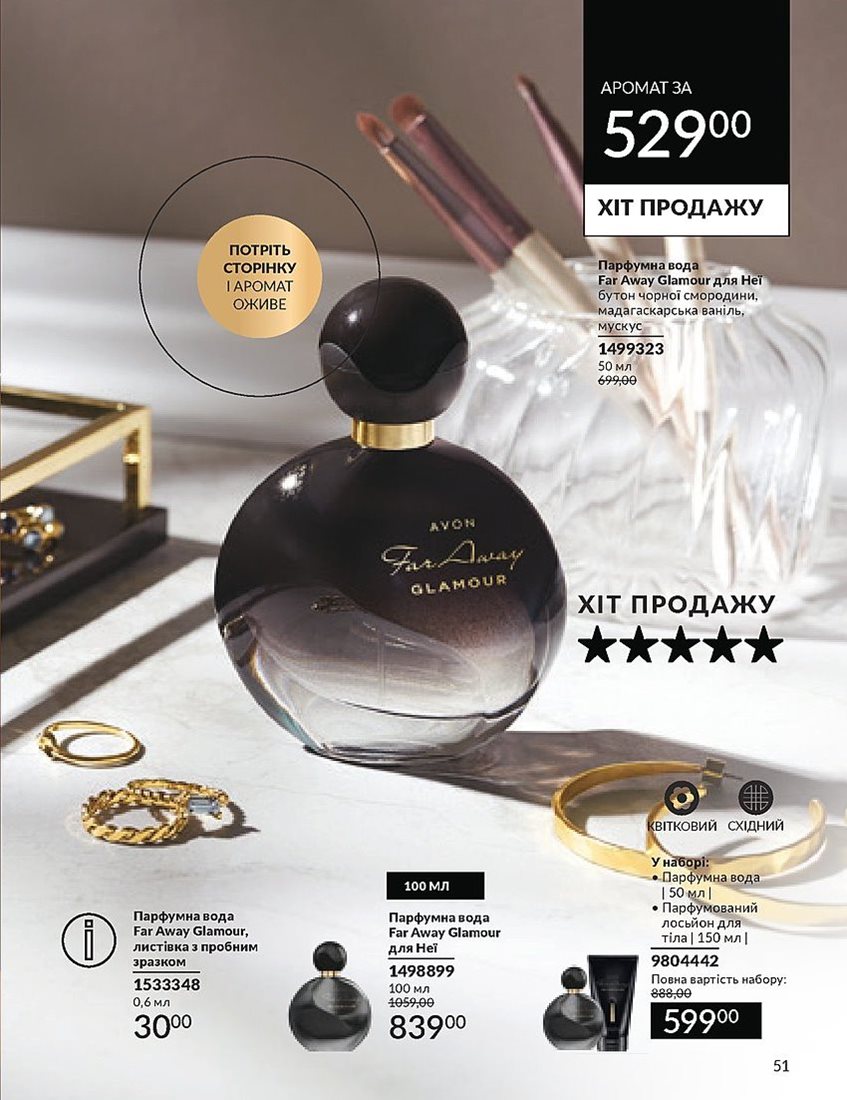 АРОМАТ ЗА
529⁰⁰
ХІТ ПРОДАЖУ
ПОТРІТЬ
СТОРІНКУ
І АРОМАТ
ОЖИВЕ
Парфумна вода
Far Away Glamour для Неї
бутон чорної смородини,
мадагаскарська ваніль,
мускус
1499323
50 мл
699,00
AVON
Far Away
GLAMOUR
ХІТ ПРОДАЖУ
КВІТКОВИЙ СХІДНИЙ
Парфумна вода
Far Away Glamour,
листівка з пробним
зразком
1533348
0,6 мл
30⁰⁰
100 МЛ
Парфумна вода
Far Away Glamour
для Неї
1498899
100 мл
1059,00
839⁰⁰
У наборі:
• Парфумна вода
| 50 мл |
• Парфумований
лосьйон для
тіла | 150 мл |
9804442
Повна вартість набору:
888,00
599⁰⁰
51